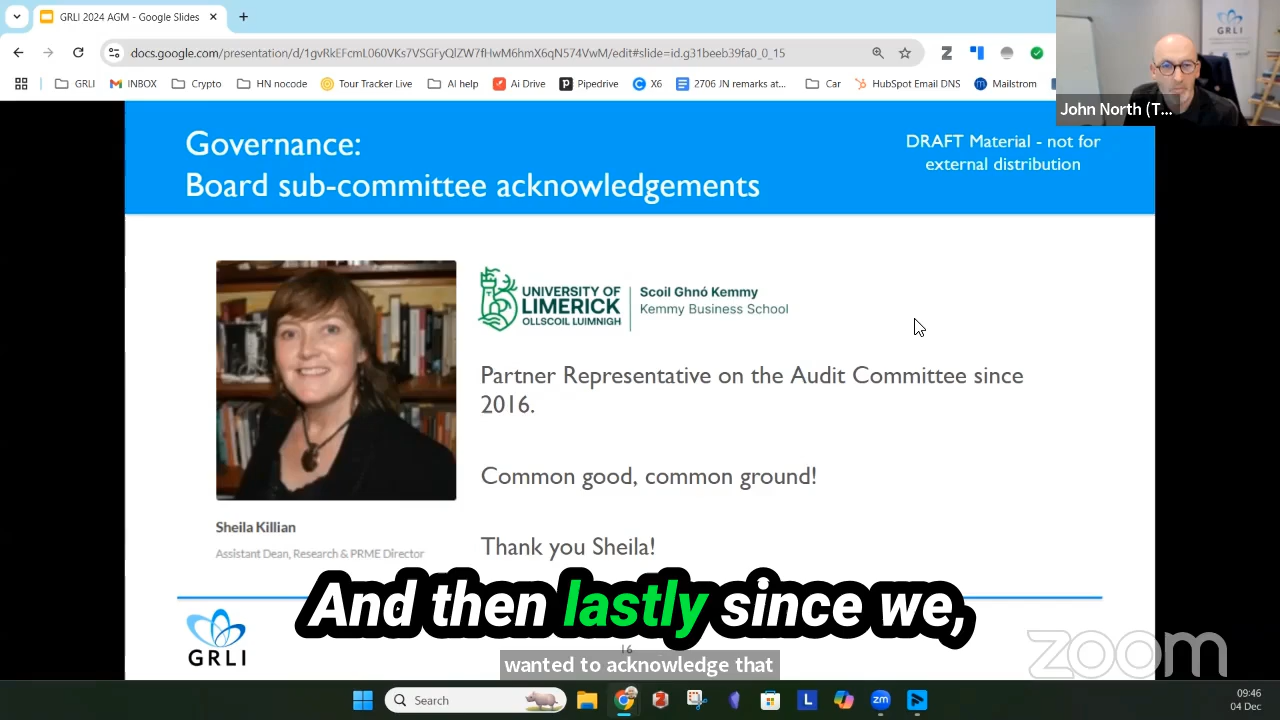 GRLI 2024 AGM - Google Slides
docs.google.com/presentation/d/1gvRkEFcmL060VKs7VSGFyQlZW7FHwM1hpX6qN574VwM/edit#slide=id.g31beeb39fa0_0_15
GRLI
INBOX
Crypto
HN nocode
Tour Tracker Live
AI help
Ai Drive
Pipedrive
X6
2706 JN remarks at...
Car
HubSpot Email DNS
Mailstrom
GRLI
John North (T...
Governance:
Board sub-committee acknowledgements
DRAFT Material - not for
external distribution
UNIVERSITY OF
LIMERICK
OLLSCOIL LUIMNIGH
Scoil Ghnó Kemmy
Kemmy Business School
Partner Representative on the Audit Committee since
2016.
Common good, common ground!
Thank you Sheila!
Sheila Killian
Assistant Dean, Research & PRME Director
And then lastly since we,
GRLI
16
wanted to acknowledge that
zoom
Search
09:46
04 Dec